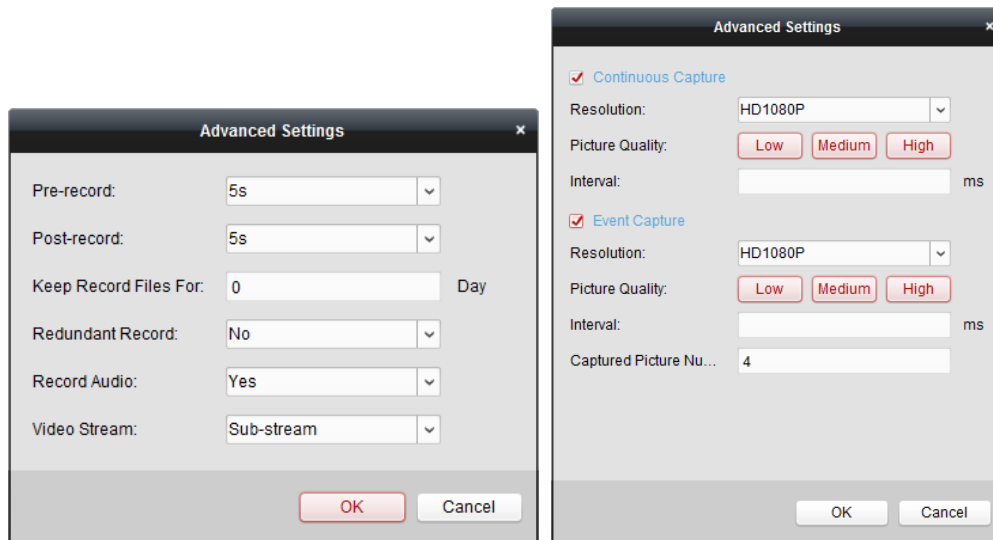 Advanced Settings ×
Pre-record: 5s
Post-record: 5s
Keep Record Files For: 0 Day
Redundant Record: No
Record Audio: Yes
Video Stream: Sub-stream
OK Cancel
Advanced Settings ×
Continuous Capture
Resolution: HD1080P
Picture Quality: Low Medium High
Interval: ms
Event Capture
Resolution: HD1080P
Picture Quality: Low Medium High
Interval: ms
Captured Picture Nu... 4
OK Cancel